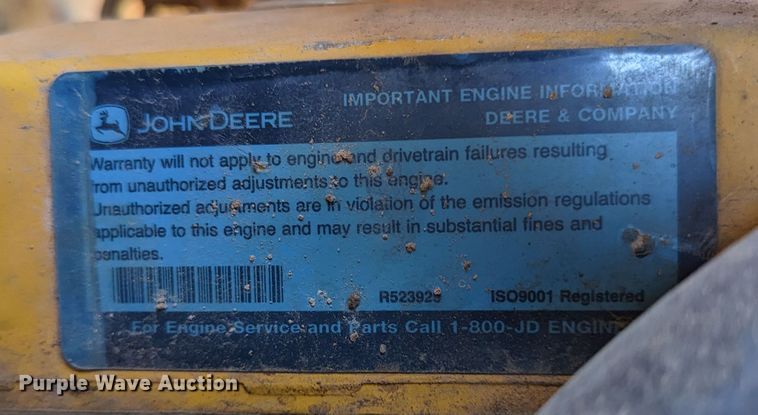 IMPORTANT ENGINE INFORMATION
JOHN DEERE
DEERE & COMPANY
Warranty will not apply to engine and drivetrain failures resulting
from unauthorized adjustments to this engine.
Unauthorized adjustments are in violation of the emission regulations
applicable to this engine and may result in substantial fines and
penalties.
R523929 ISO9001 Registered
For Engine Service and Parts Call 1-800-JD ENGIN
Purple Wave Auction